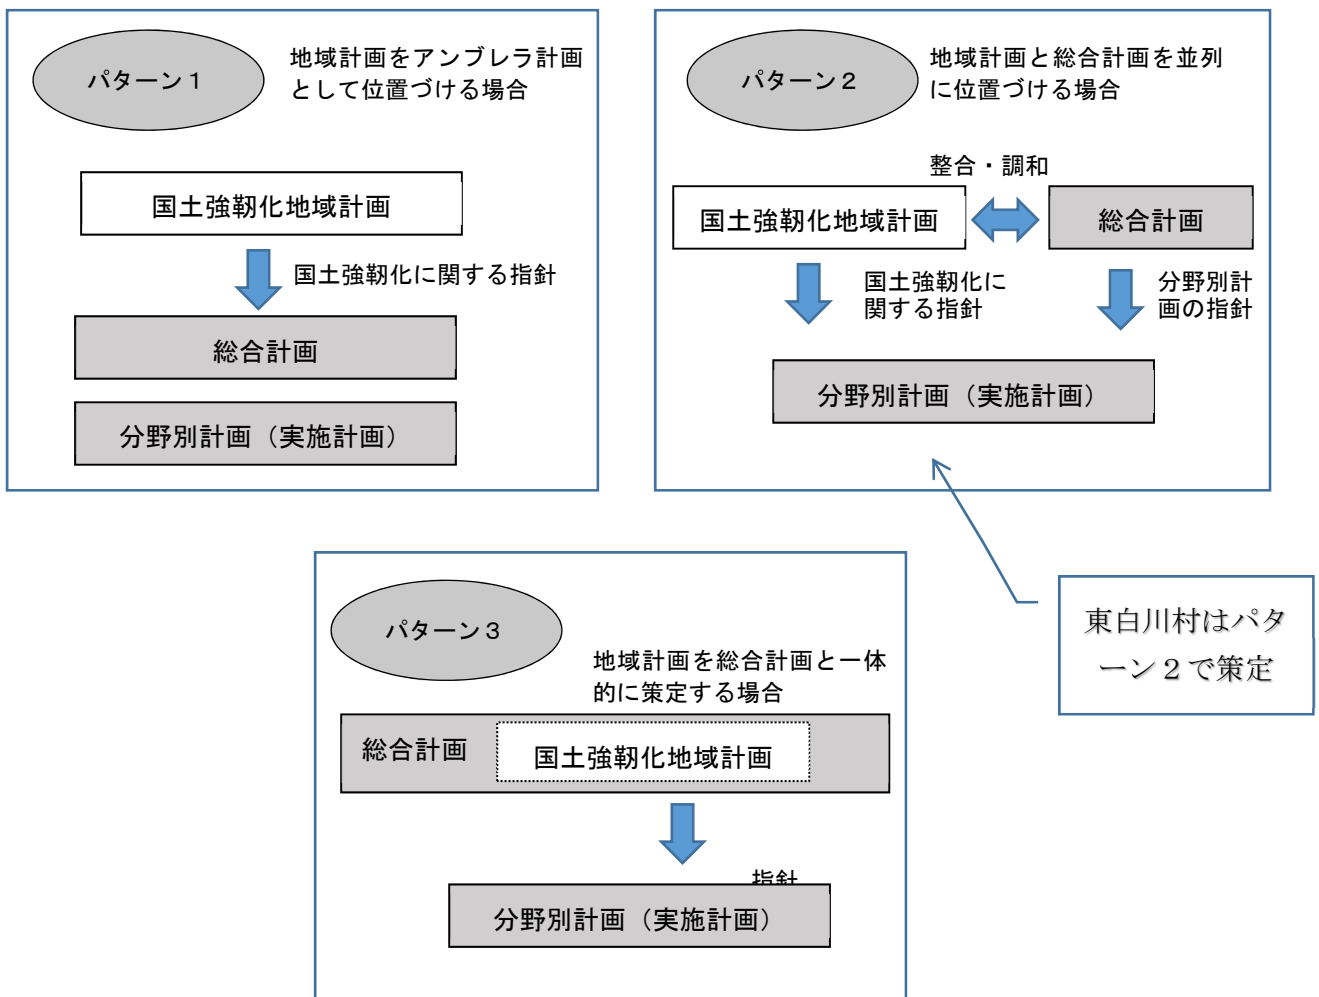 パターン１
地域計画をアンブレラ計画
として位置づける場合
国土強靭化地域計画
国土強靭化に関する指針
総合計画
分野別計画（実施計画）
パターン２
地域計画と総合計画を並列
に位置づける場合
整合・調和
国土強靭化地域計画
総合計画
国土強靭化に
関する指針
分野別計
画の指針
分野別計画（実施計画）
東白川村はパタ
ーン２で策定
パターン３
地域計画を総合計画と一体
的に策定する場合
総合計画
国土強靭化地域計画
指針
分野別計画（実施計画）